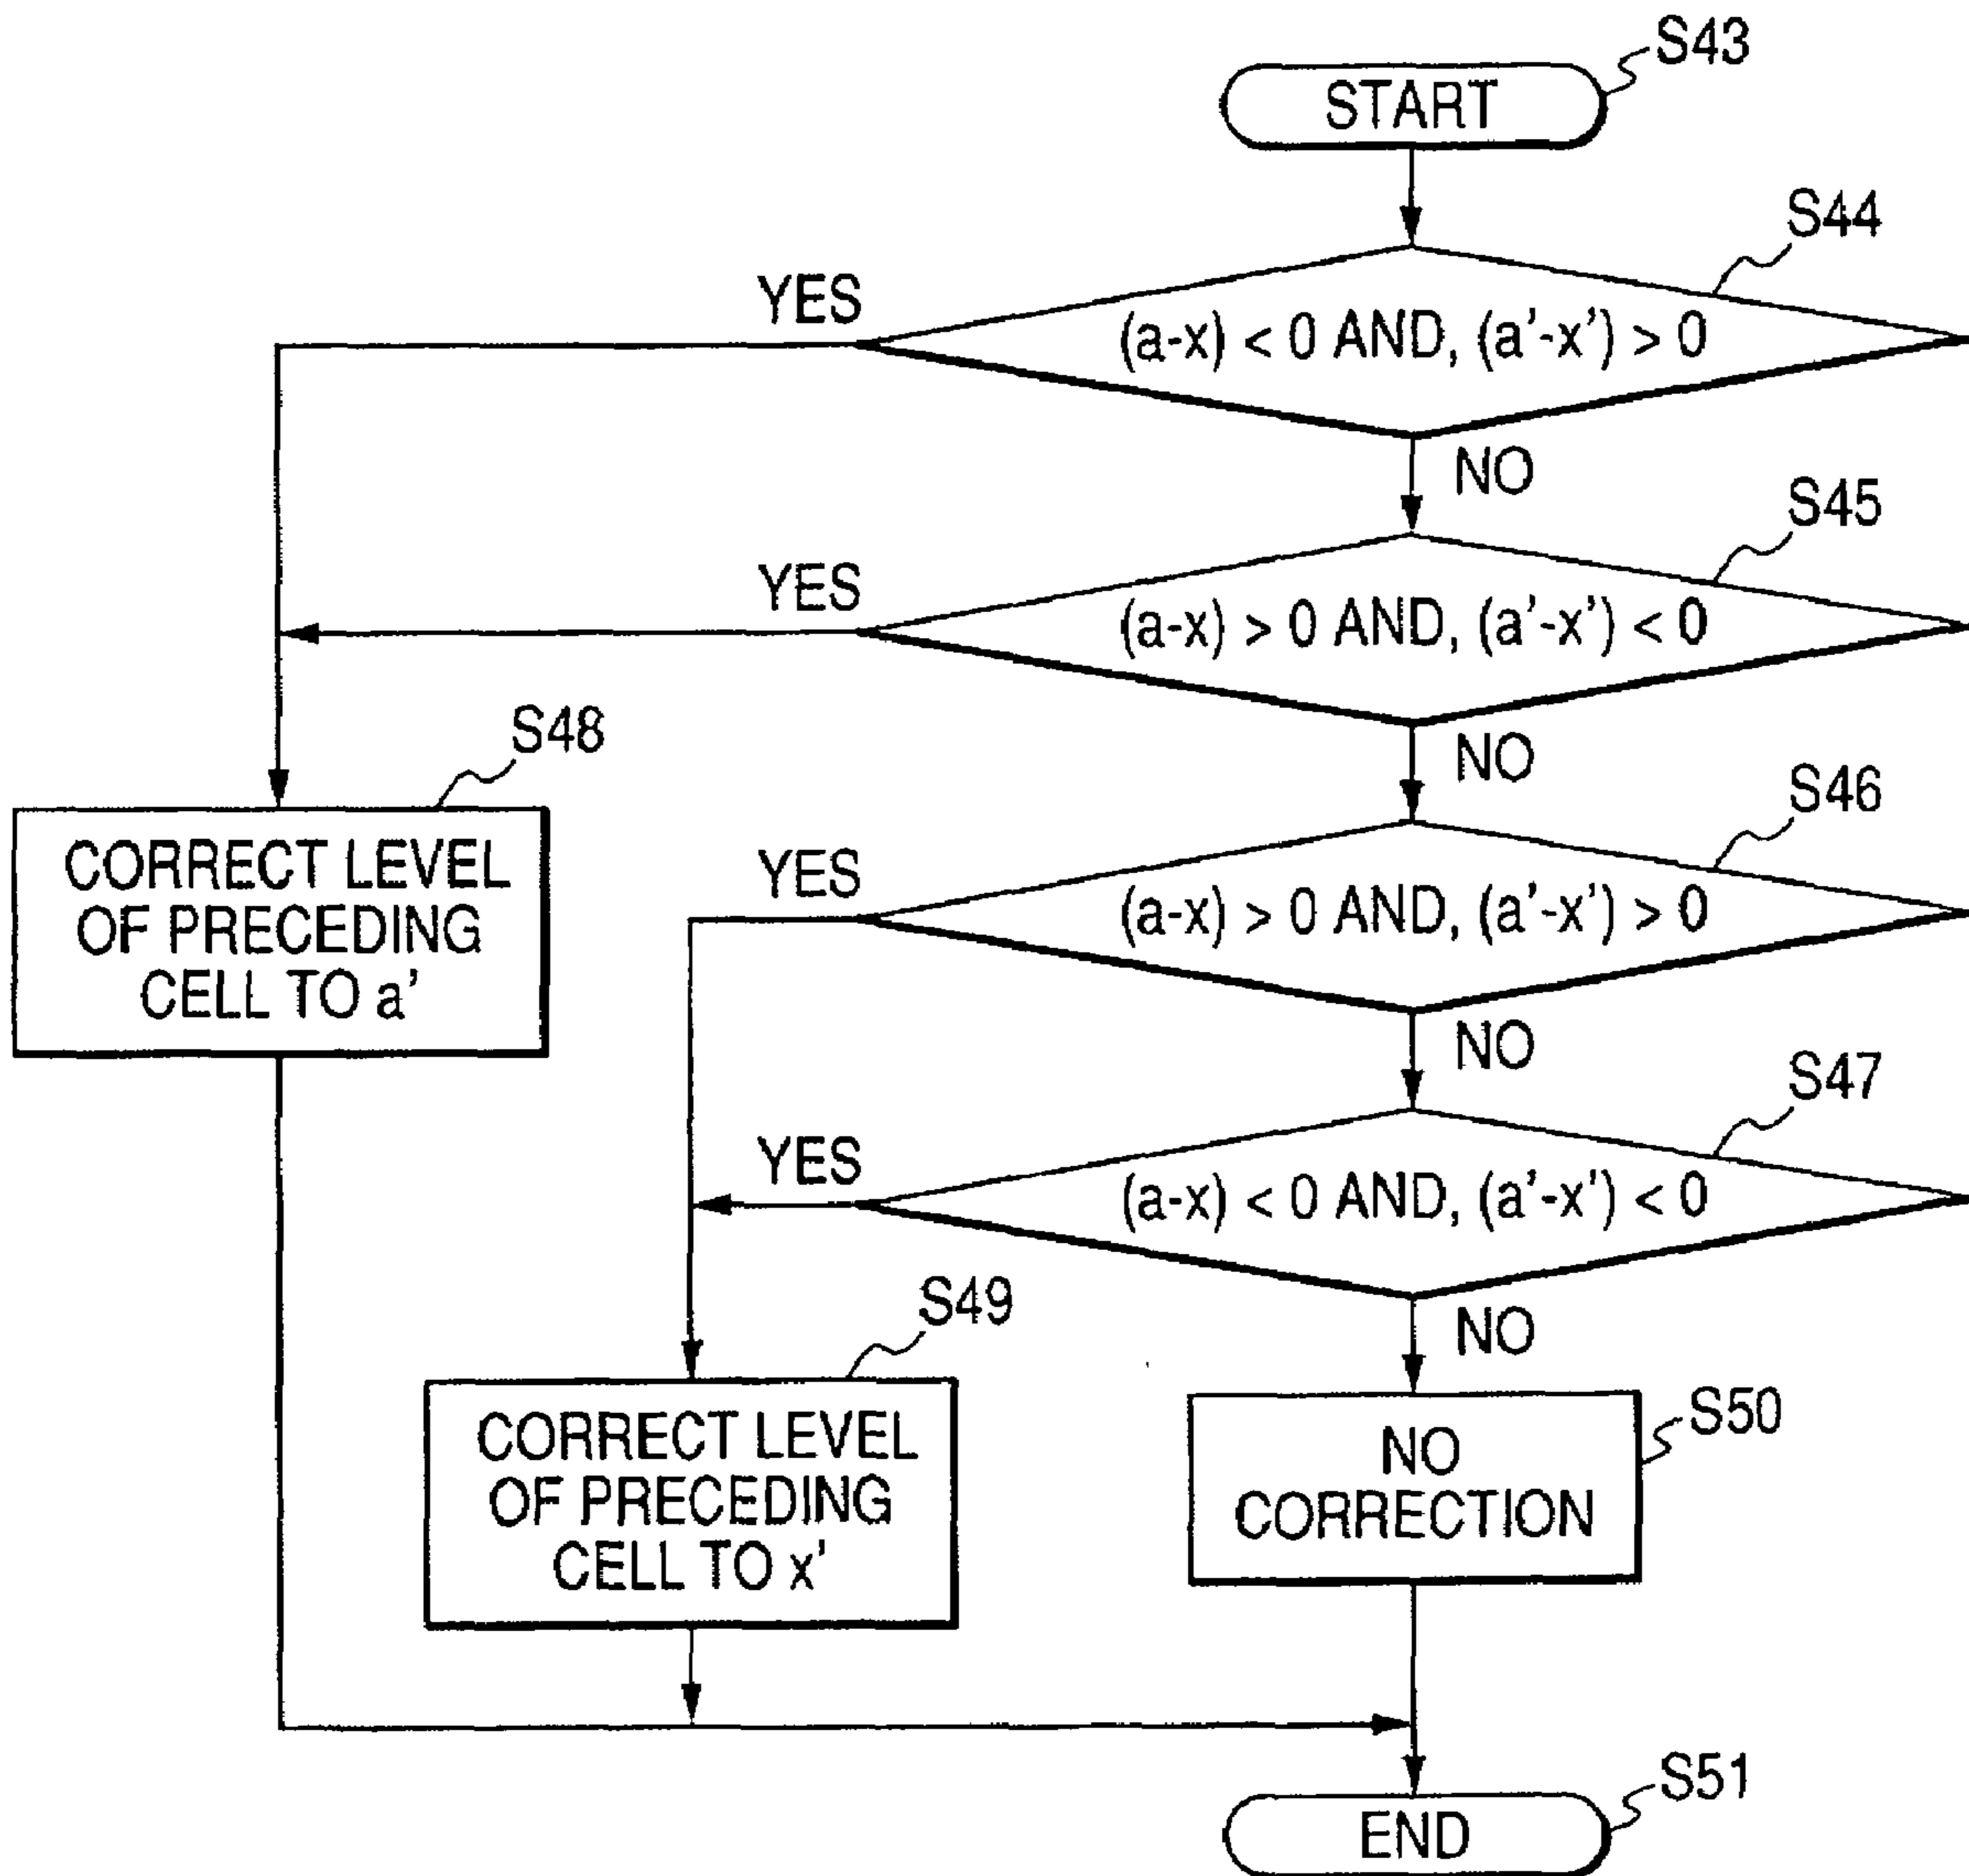 S43
START
S44
YES
(a-x) < 0 AND, (a'-x') > 0
NO
S45
YES
(a-x) > 0 AND, (a'-x') < 0
NO
S48
CORRECT LEVEL
OF PRECEDING
CELL TO a'
S46
YES
(a-x) > 0 AND, (a'-x') > 0
NO
S47
YES
(a-x) < 0 AND, (a'-x') < 0
NO
S49
CORRECT LEVEL
OF PRECEDING
CELL TO x'
S50
NO
CORRECTION
S51
END